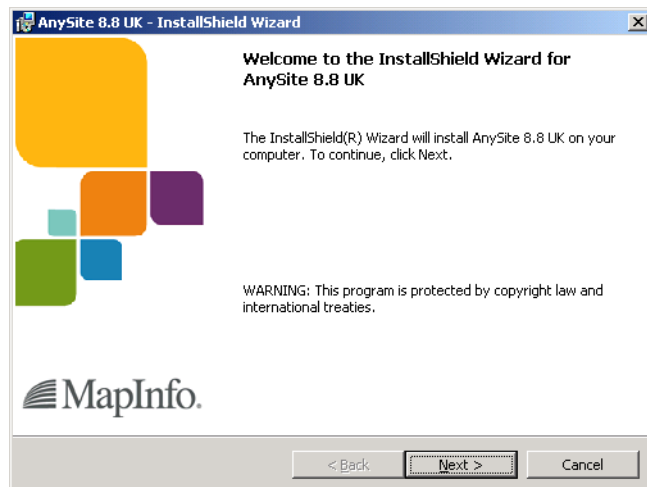 AnySite 8.8 UK - InstallShield Wizard
Welcome to the InstallShield Wizard for
AnySite 8.8 UK
The InstallShield(R) Wizard will install AnySite 8.8 UK on your
computer. To continue, click Next.
WARNING: This program is protected by copyright law and
international treaties.
MapInfo.
< Back
Next >
Cancel